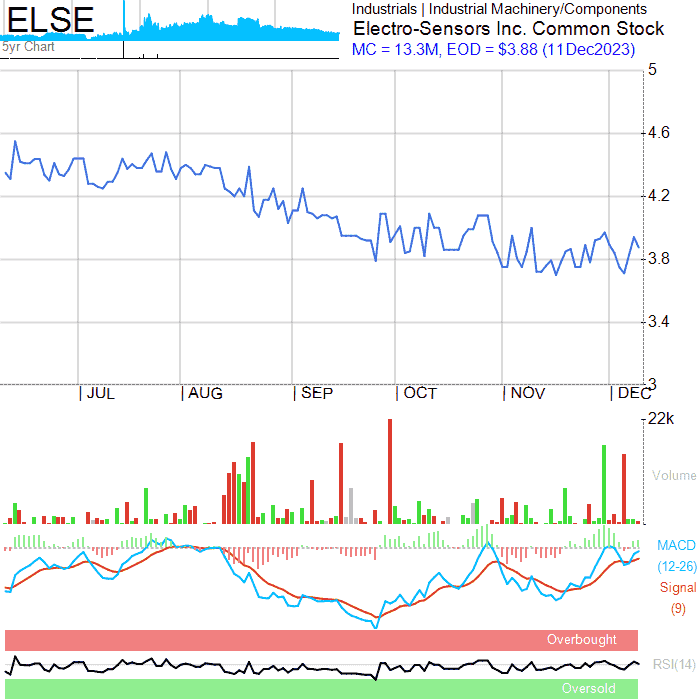 ELSE
5yr Chart
Industrials | Industrial Machinery/Components
Electro-Sensors Inc. Common Stock
MC = 13.3M, EOD = $3.88 (11Dec2023)
5
4.6
4.2
3.8
3.4
3
| JUL | AUG | SEP | OCT | NOV | DEC
22k
Volume
MACD
(12-26)
Signal
(9)
Overbought
RSI(14)
Oversold